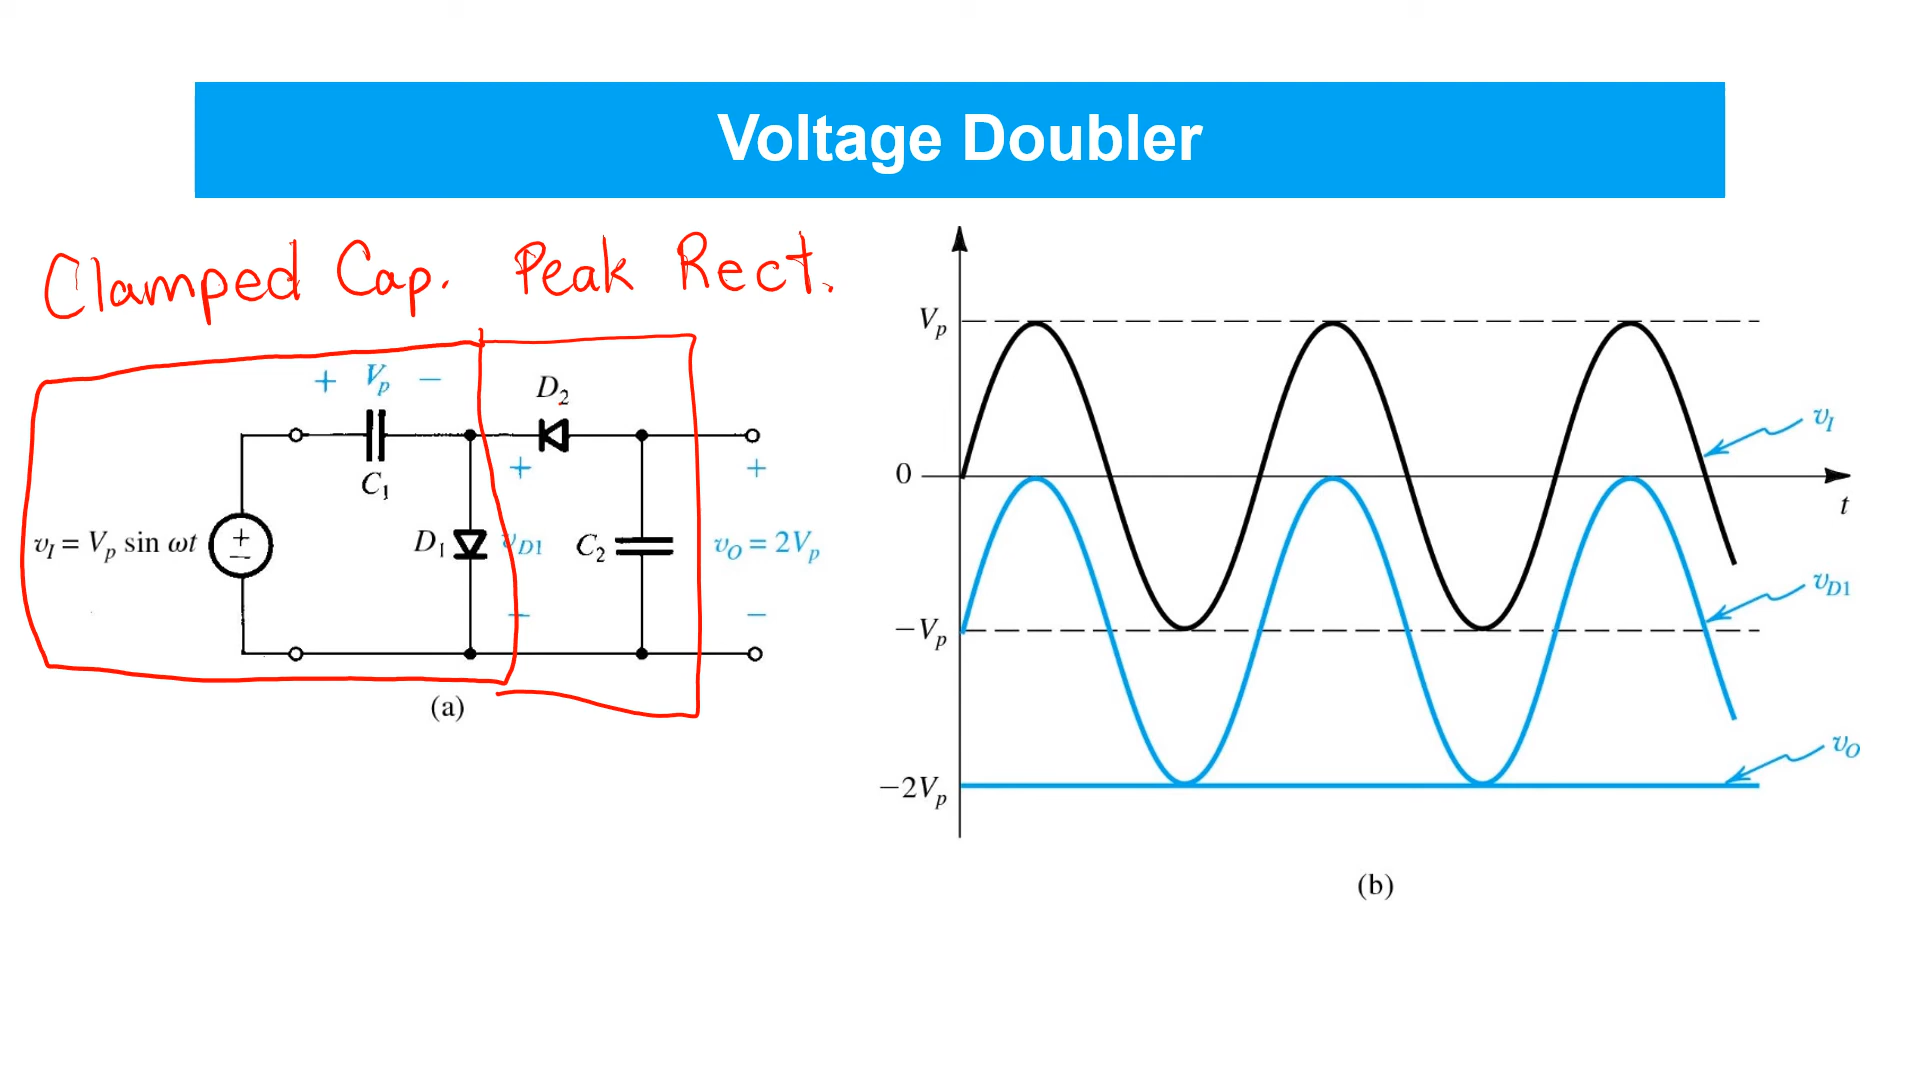 Voltage Doubler
Clamped Cap. Peak Rect.
+ Vp −
D2
C1
+
vI = Vp sin ωt
+
−
D1
vD1
C2
+
vO = 2Vp
−
−
(a)
Vp
0
−Vp
−2Vp
vI
t
vD1
vO
(b)